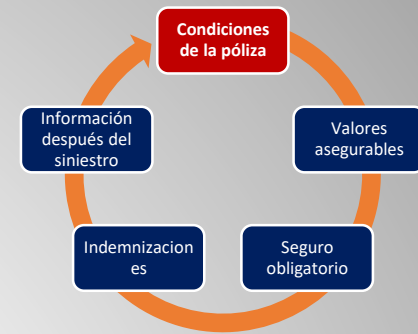 Condiciones
de la póliza
Valores
asegurables
Seguro
obligatorio
Indemnizacion
es
Información
después del
siniestro